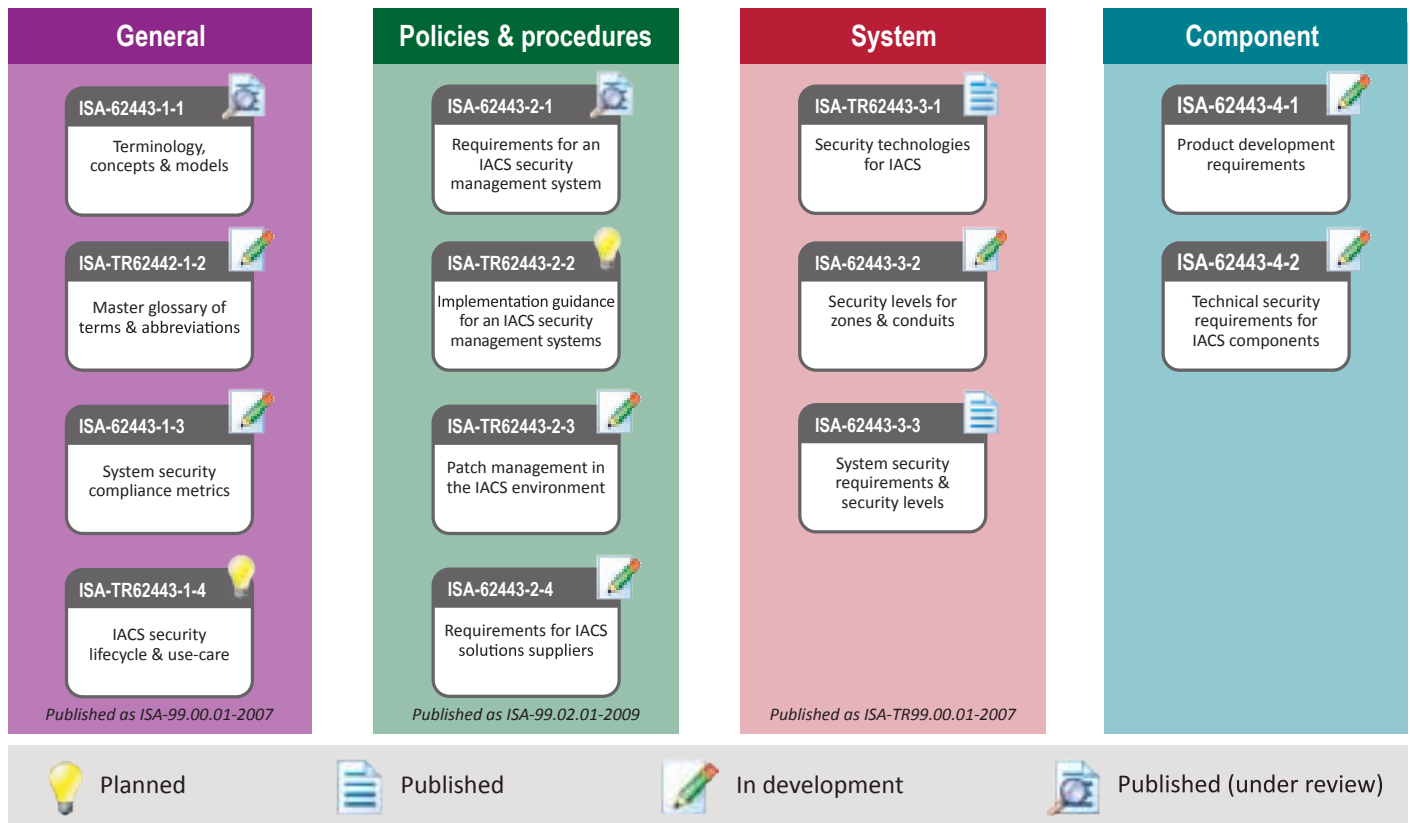 General
ISA-62443-1-1
Terminology,
concepts & models
ISA-TR62442-1-2
Master glossary of
terms & abbreviations
ISA-62443-1-3
System security
compliance metrics
ISA-TR62443-1-4
IACS security
lifecycle & use-care
Published as ISA-99.00.01-2007
Policies & procedures
ISA-62443-2-1
Requirements for an
IACS security
management system
ISA-TR62443-2-2
Implementation guidance
for an IACS security
management systems
ISA-TR62443-2-3
Patch management in
the IACS environment
ISA-62443-2-4
Requirements for IACS
solutions suppliers
Published as ISA-99.02.01-2009
System
ISA-TR62443-3-1
Security technologies
for IACS
ISA-62443-3-2
Security levels for
zones & conduits
ISA-62443-3-3
System security
requirements &
security levels
Published as ISA-TR99.00.01-2007
Component
ISA-62443-4-1
Product development
requirements
ISA-62443-4-2
Technical security
requirements for
IACS components
Planned
Published
In development
Published (under review)